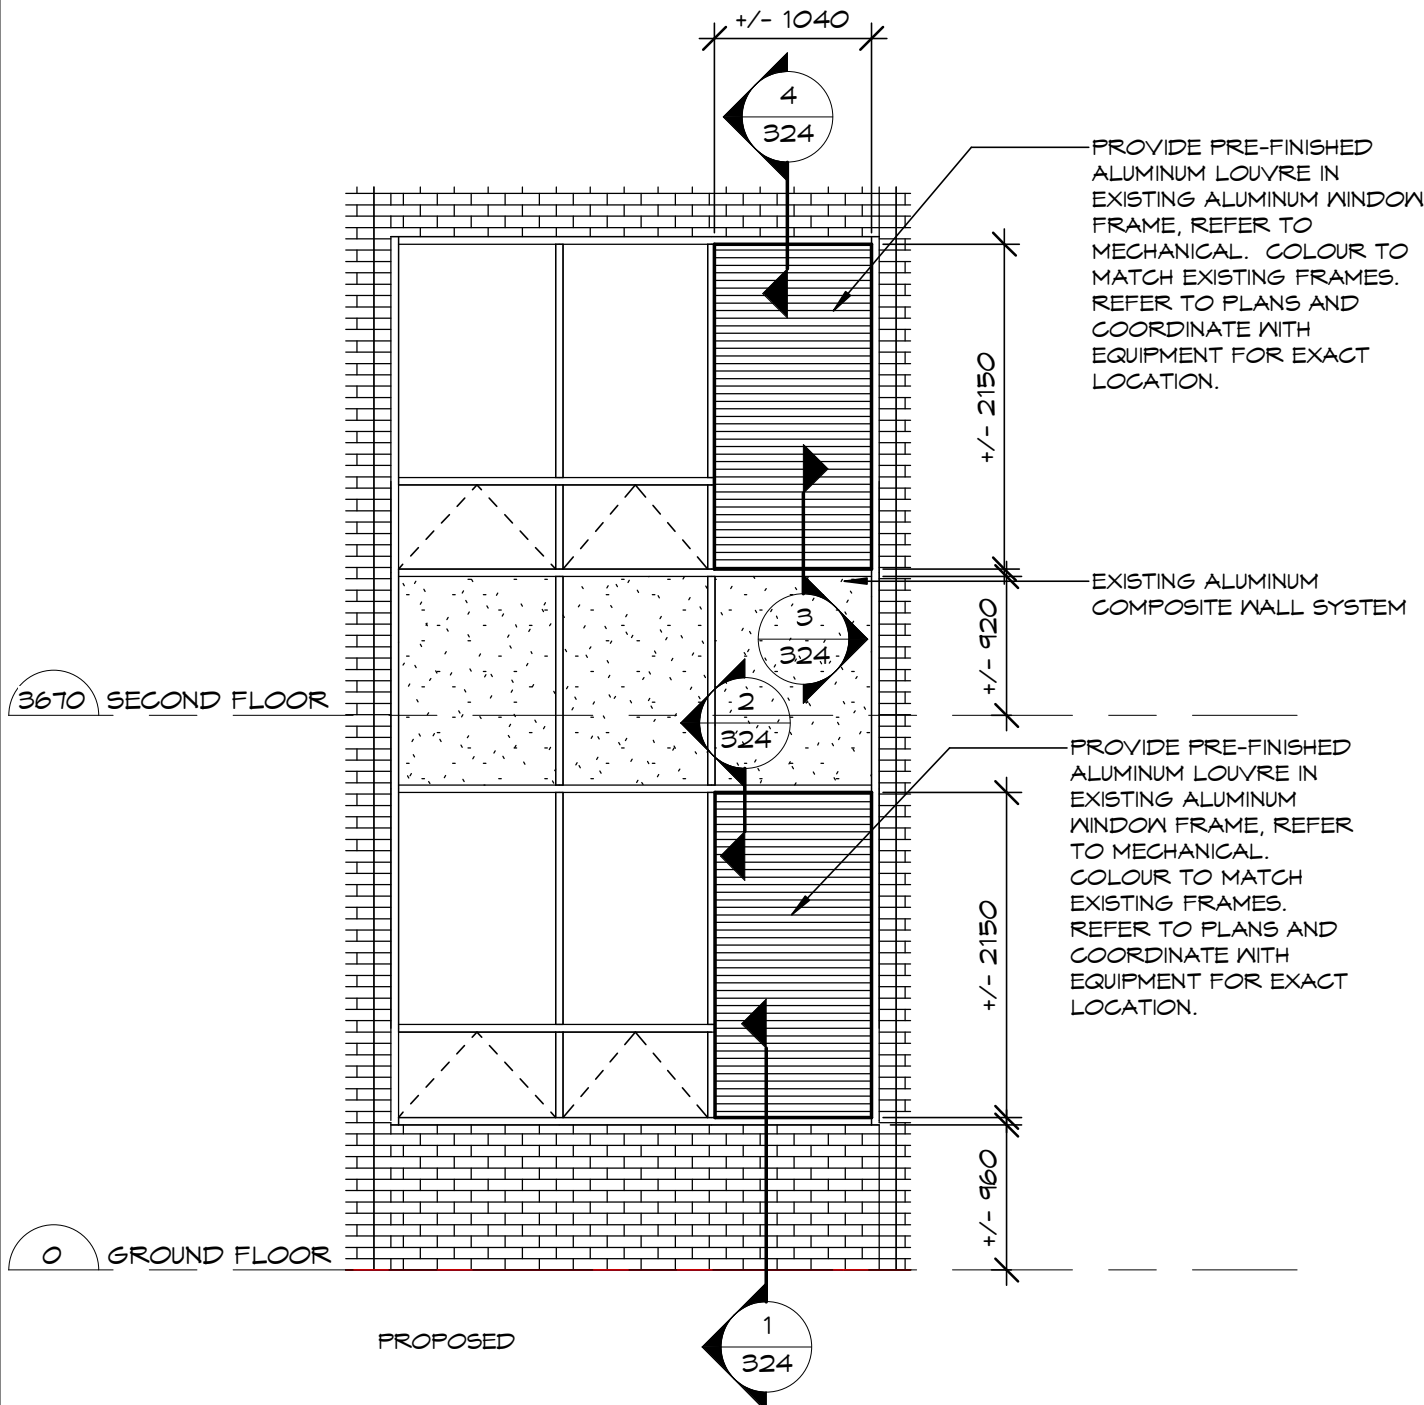 +/- 1040
4
324
PROVIDE PRE-FINISHED
ALUMINUM LOUVRE IN
EXISTING ALUMINUM WINDOW
FRAME, REFER TO
MECHANICAL. COLOUR TO
MATCH EXISTING FRAMES.
REFER TO PLANS AND
COORDINATE WITH
EQUIPMENT FOR EXACT
LOCATION.
+/- 2150
EXISTING ALUMINUM
COMPOSITE WALL SYSTEM
3
324
+/- 920
3670 SECOND FLOOR
2
324
PROVIDE PRE-FINISHED
ALUMINUM LOUVRE IN
EXISTING ALUMINUM
WINDOW FRAME, REFER
TO MECHANICAL.
COLOUR TO MATCH
EXISTING FRAMES.
REFER TO PLANS AND
COORDINATE WITH
EQUIPMENT FOR EXACT
LOCATION.
+/- 2150
+/- 960
0 GROUND FLOOR
PROPOSED
1
324